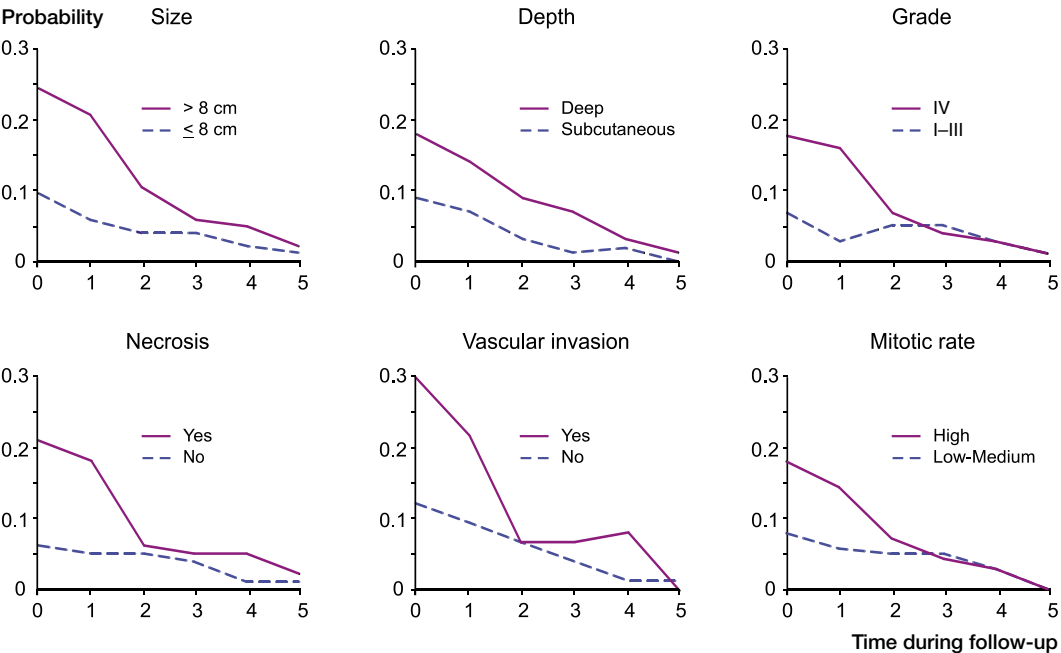 Probability Size Depth Grade
0.3 0.3 0.3
> 8 cm Deep IV
≤ 8 cm Subcutaneous I–III
0.2 0.2 0.2
0.1 0.1 0.1
0 0 0
0 1 2 3 4 5 0 1 2 3 4 5 0 1 2 3 4 5
Necrosis Vascular invasion Mitotic rate
0.3 0.3 0.3
Yes Yes High
No No Low-Medium
0.2 0.2 0.2
0.1 0.1 0.1
0 0 0
0 1 2 3 4 5 0 1 2 3 4 5 0 1 2 3 4 5
Time during follow-up